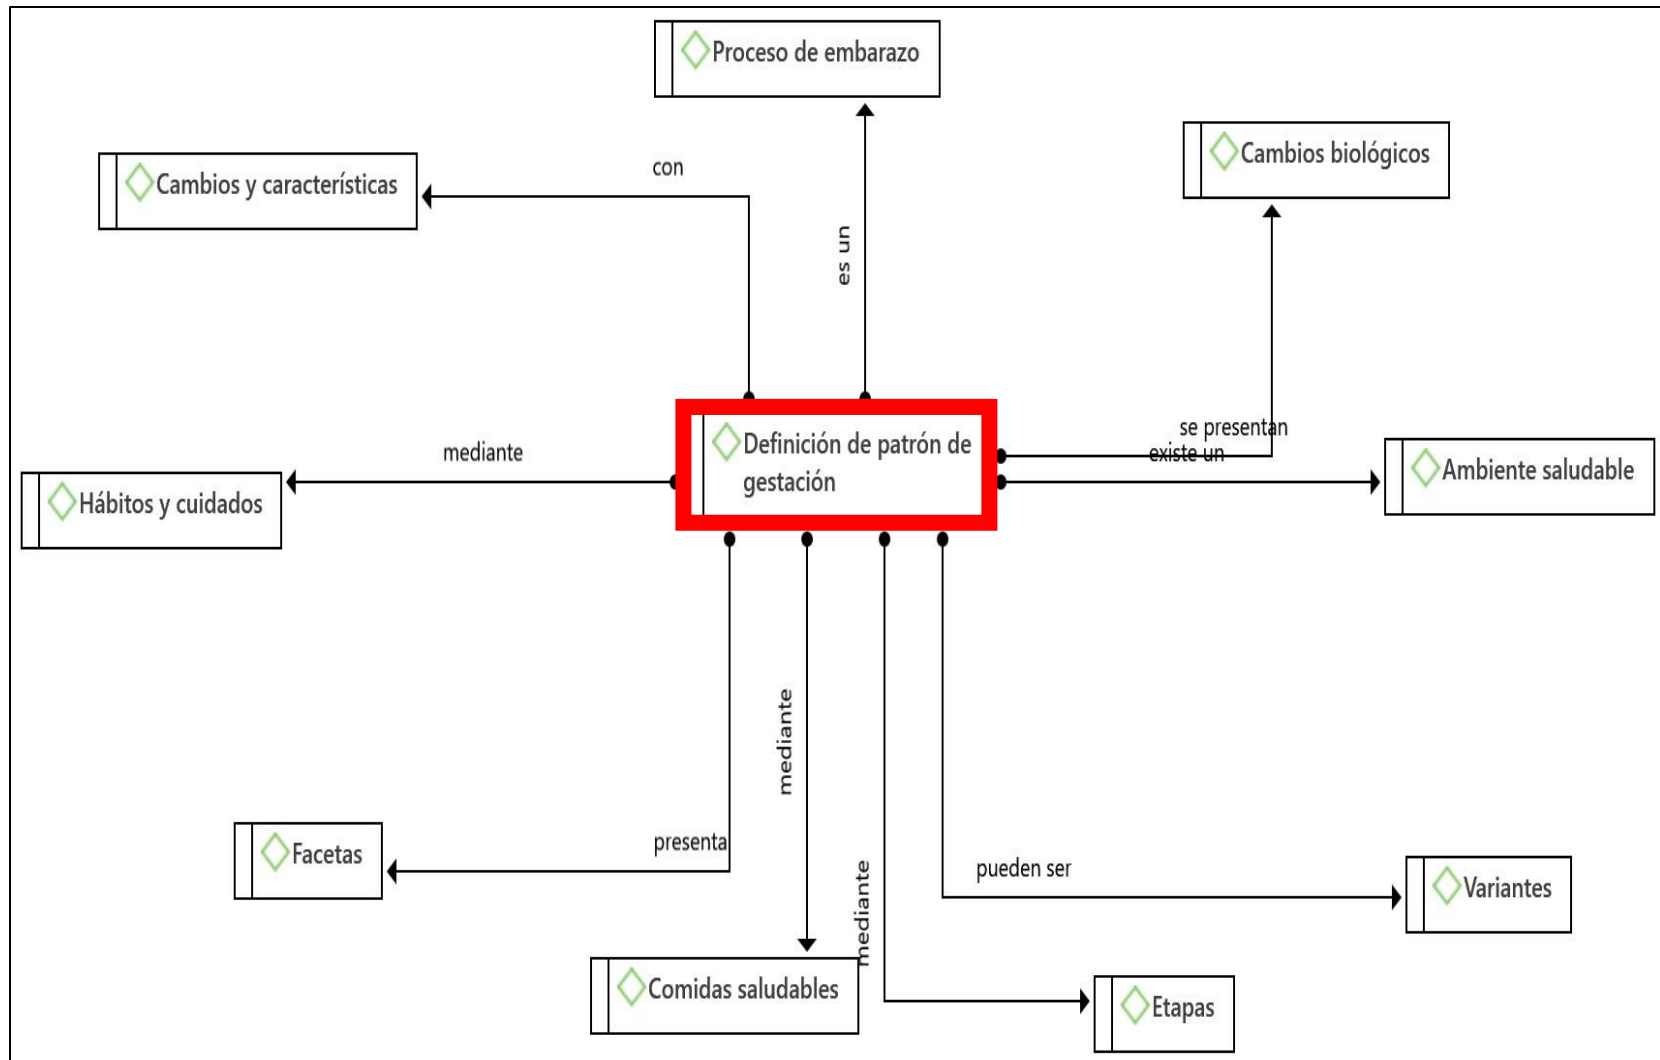 Proceso de embarazo
Cambios biológicos
Cambios y características
con
es un
Definición de patrón de
gestación
se presentan
existe un
mediante
Ambiente saludable
Hábitos y cuidados
mediante
presenta
Facetas
mediante
pueden ser
Variantes
Comidas saludables
Etapas